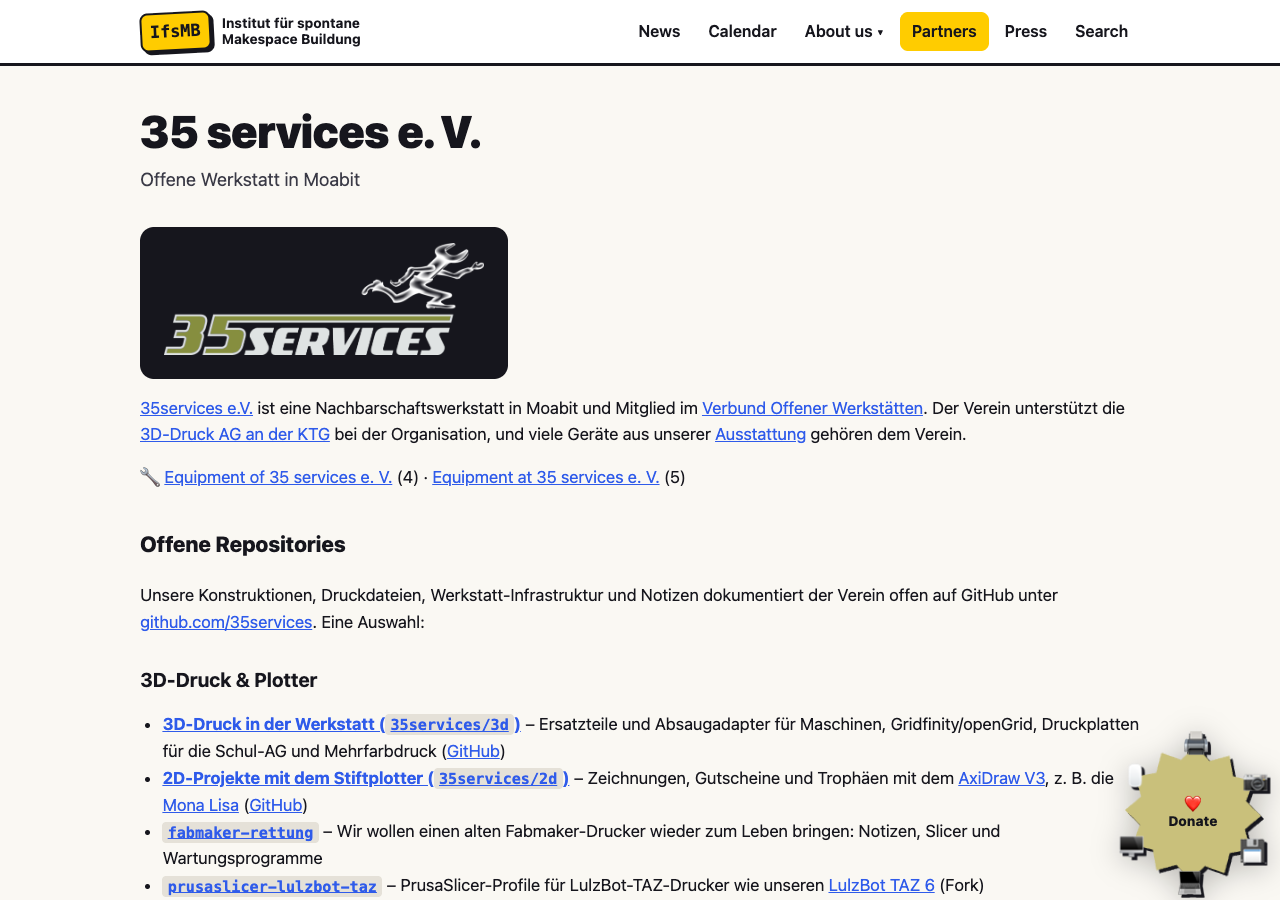 IfsMB
Institut für spontane
Makespace Buildung
News Calendar About us ▾ Partners Press Search
35 services e. V.
Offene Werkstatt in Moabit
35SERVICES
35services e.V. ist eine Nachbarschaftswerkstatt in Moabit und Mitglied im Verbund Offener Werkstätten. Der Verein unterstützt die
3D-Druck AG an der KTG bei der Organisation, und viele Geräte aus unserer Ausstattung gehören dem Verein.
🔧 Equipment of 35 services e. V. (4) · Equipment at 35 services e. V. (5)
Offene Repositories
Unsere Konstruktionen, Druckdateien, Werkstatt-Infrastruktur und Notizen dokumentiert der Verein offen auf GitHub unter
github.com/35services. Eine Auswahl:
3D-Druck & Plotter
• 3D-Druck in der Werkstatt (35services/3d) – Ersatzteile und Absaugadapter für Maschinen, Gridfinity/openGrid, Druckplatten
für die Schul-AG und Mehrfarbdruck (GitHub)
• 2D-Projekte mit dem Stiftplotter (35services/2d) – Zeichnungen, Gutscheine und Trophäen mit dem AxiDraw V3, z. B. die
Mona Lisa (GitHub)
• fabmaker-rettung – Wir wollen einen alten Fabmaker-Drucker wieder zum Leben bringen: Notizen, Slicer und
Wartungsprogramme
• prusaslicer-lulzbot-taz – PrusaSlicer-Profile für LulzBot-TAZ-Drucker wie unseren LulzBot TAZ 6 (Fork)
❤️
Donate